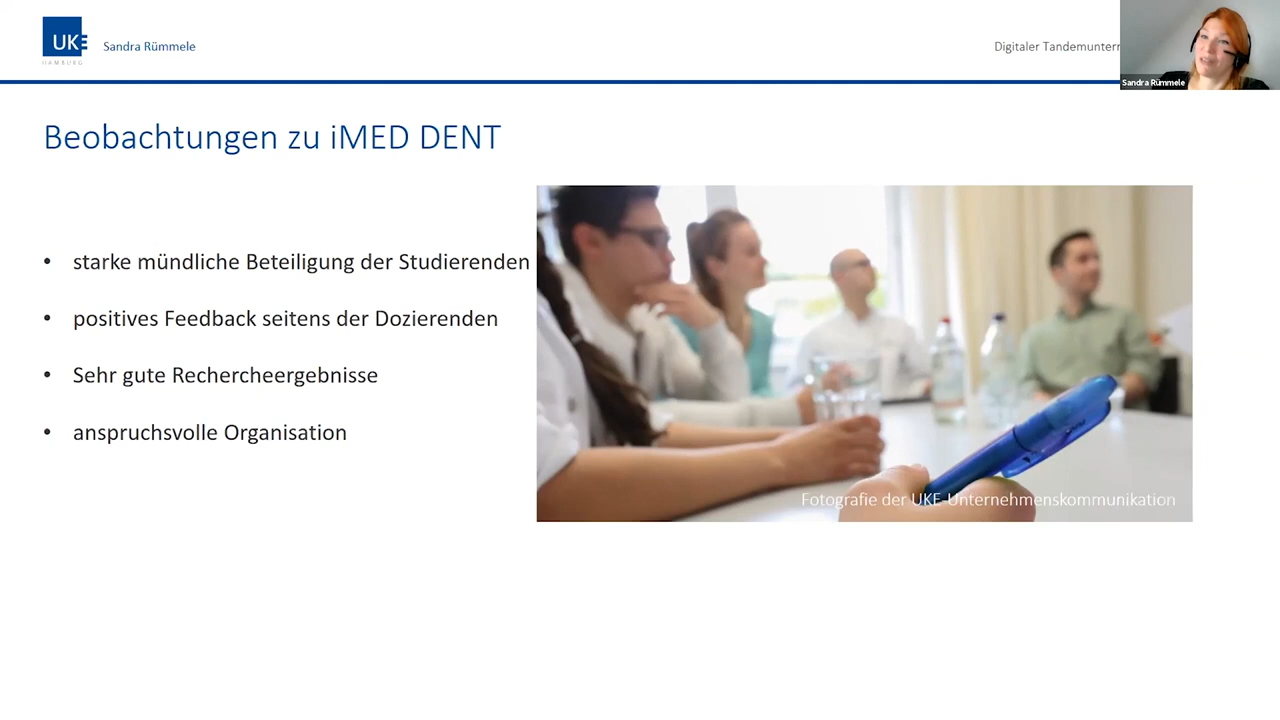 UKE
HAMBURG
Sandra Rümmele
Digitaler Tandemunterr
Sandra Rümmele
Beobachtungen zu iMED DENT
• starke mündliche Beteiligung der Studierenden
• positives Feedback seitens der Dozierenden
• Sehr gute Rechercheergebnisse
• anspruchsvolle Organisation
Fotografie der UKE-Unternehmenskommunikation